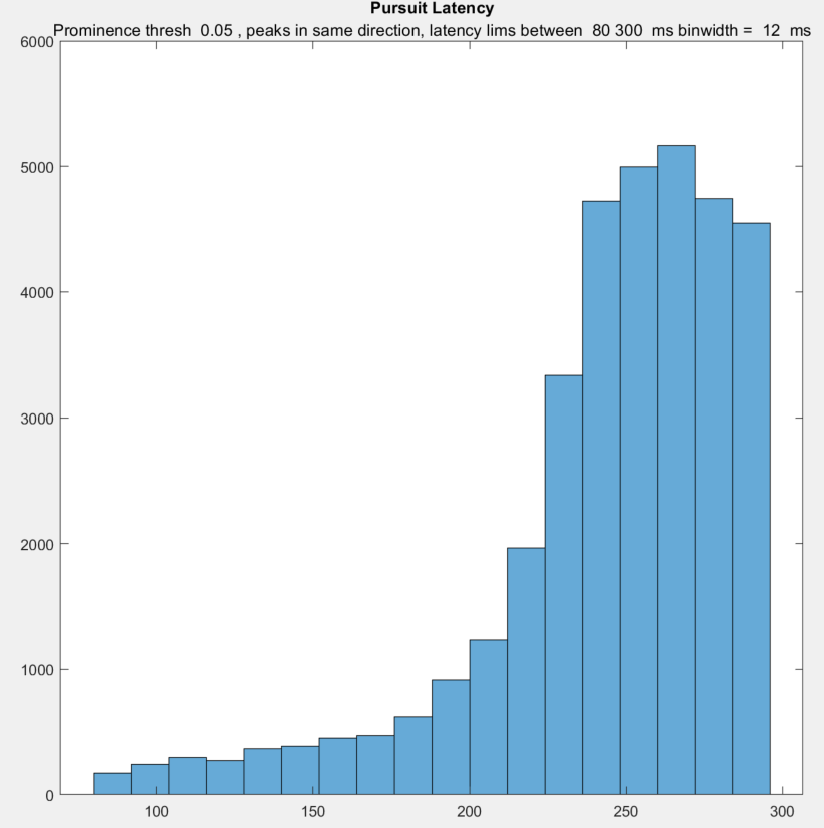 Pursuit Latency
Prominence thresh 0.05 , peaks in same direction, latency lims between 80 300 ms binwidth = 12 ms
6000
5000
4000
3000
2000
1000
0
100 150 200 250 300